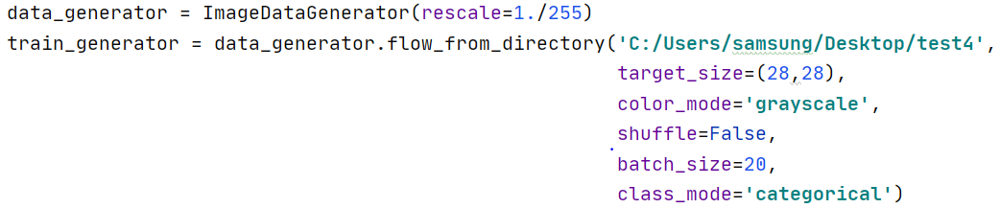 data_generator = ImageDataGenerator(rescale=1./255)
train_generator = data_generator.flow_from_directory('C:/Users/samsung/Desktop/test4',
target_size=(28,28),
color_mode='grayscale',
shuffle=False,
batch_size=20,
class_mode='categorical')